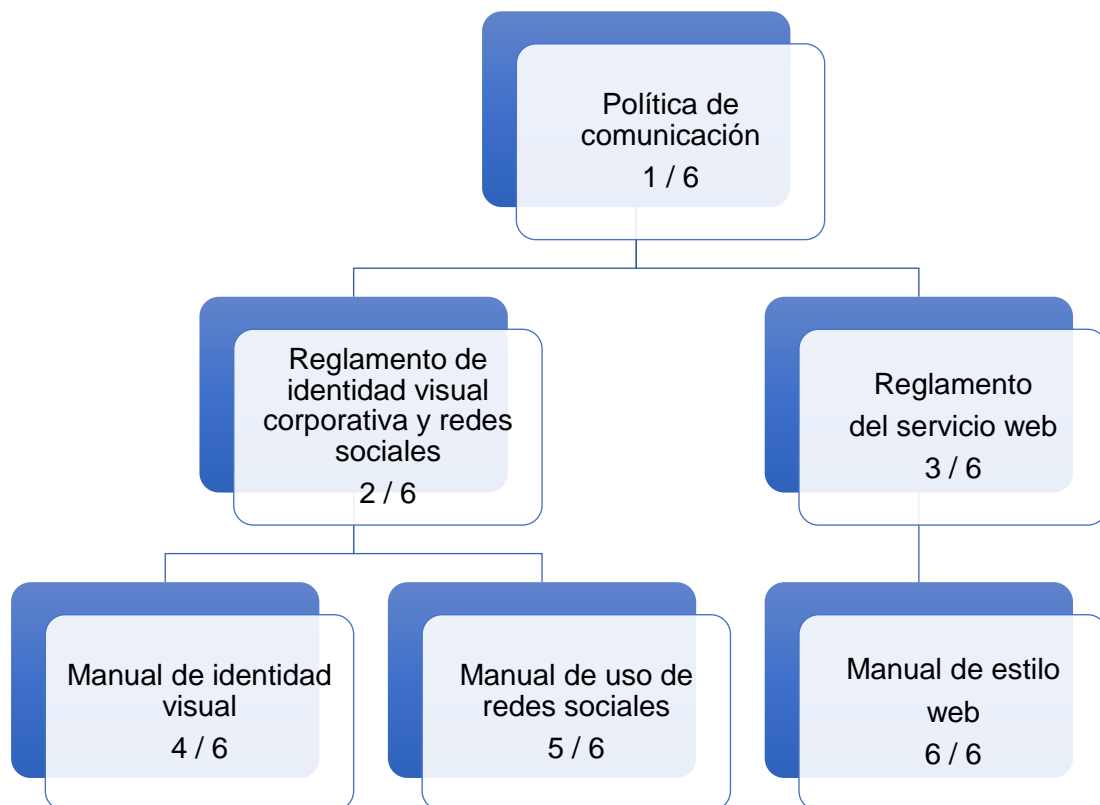 Política de
comunicación
1 / 6
Reglamento de
identidad visual
corporativa y redes
sociales
2 / 6
Reglamento
del servicio web
3 / 6
Manual de identidad
visual
4 / 6
Manual de uso de
redes sociales
5 / 6
Manual de estilo
web
6 / 6